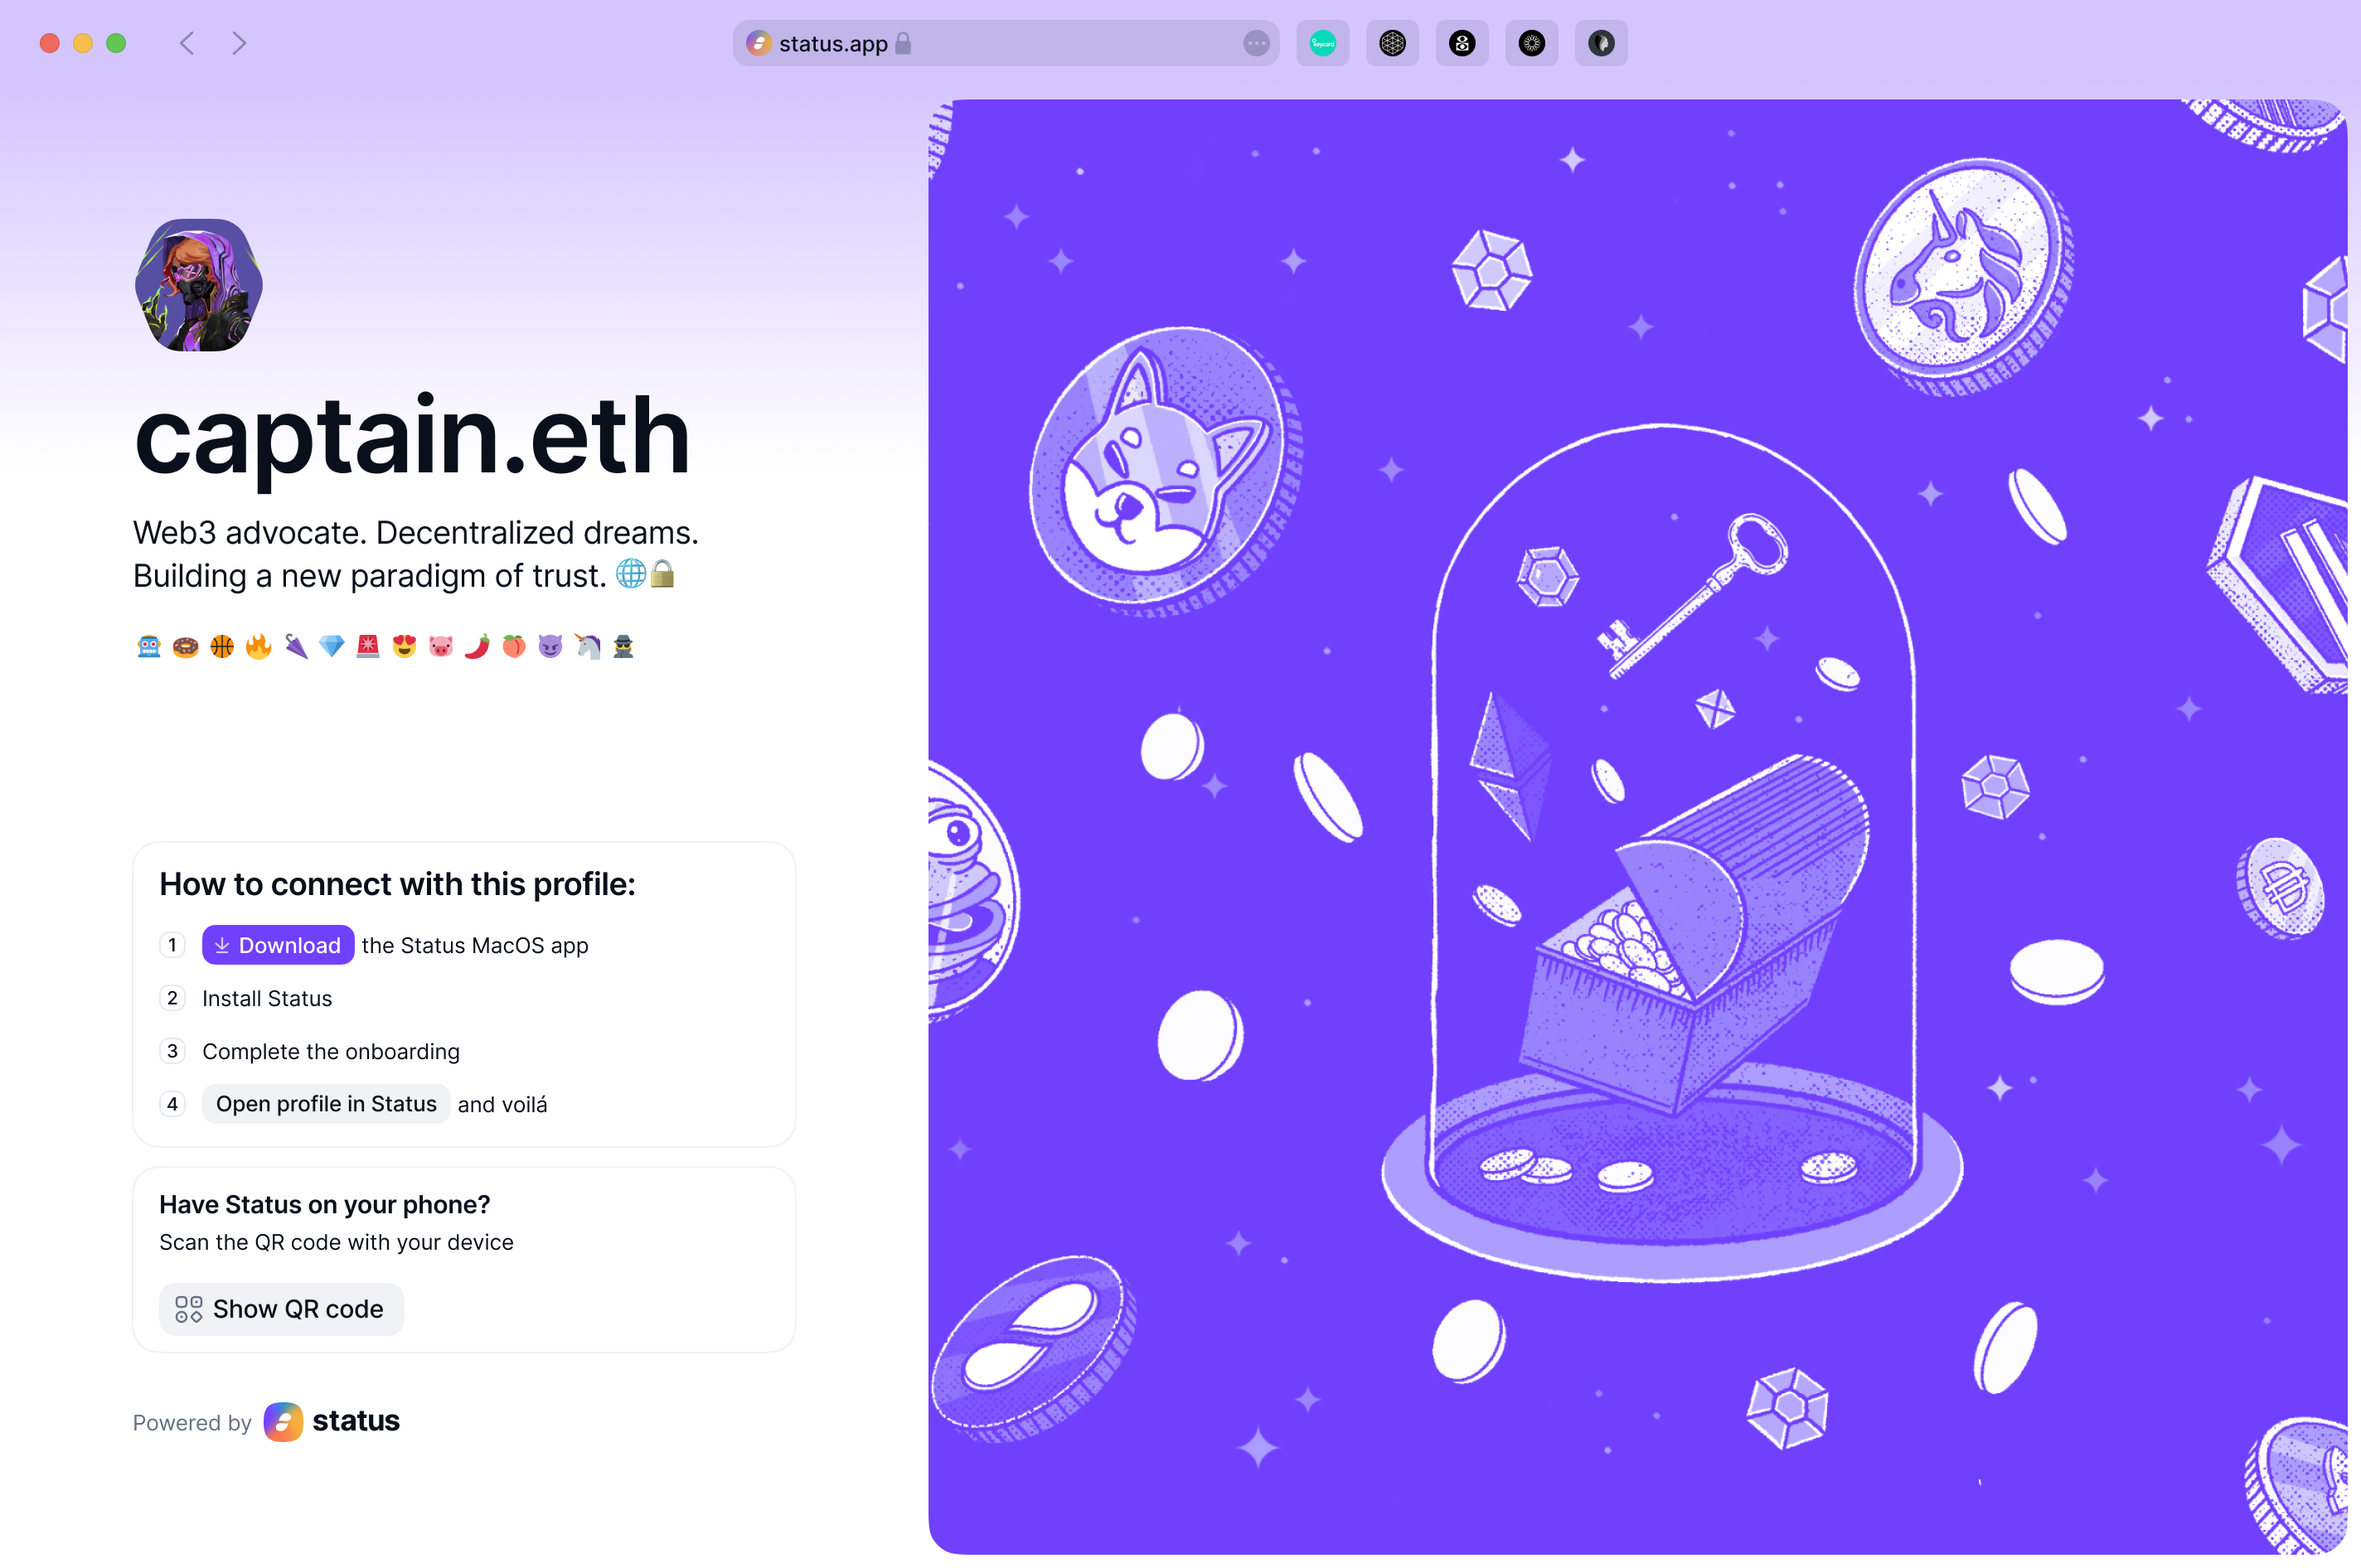 status.app
keycard
captain.eth
Web3 advocate. Decentralized dreams.
Building a new paradigm of trust. 🌐🔒
🤖🍩🏀🔥🌂💎🚨😍🐷🌶️🍑😈🦄🕵️
How to connect with this profile:
1 Download the Status MacOS app
2 Install Status
3 Complete the onboarding
4 Open profile in Status and voilá
Have Status on your phone?
Scan the QR code with your device
Show QR code
Powered by status